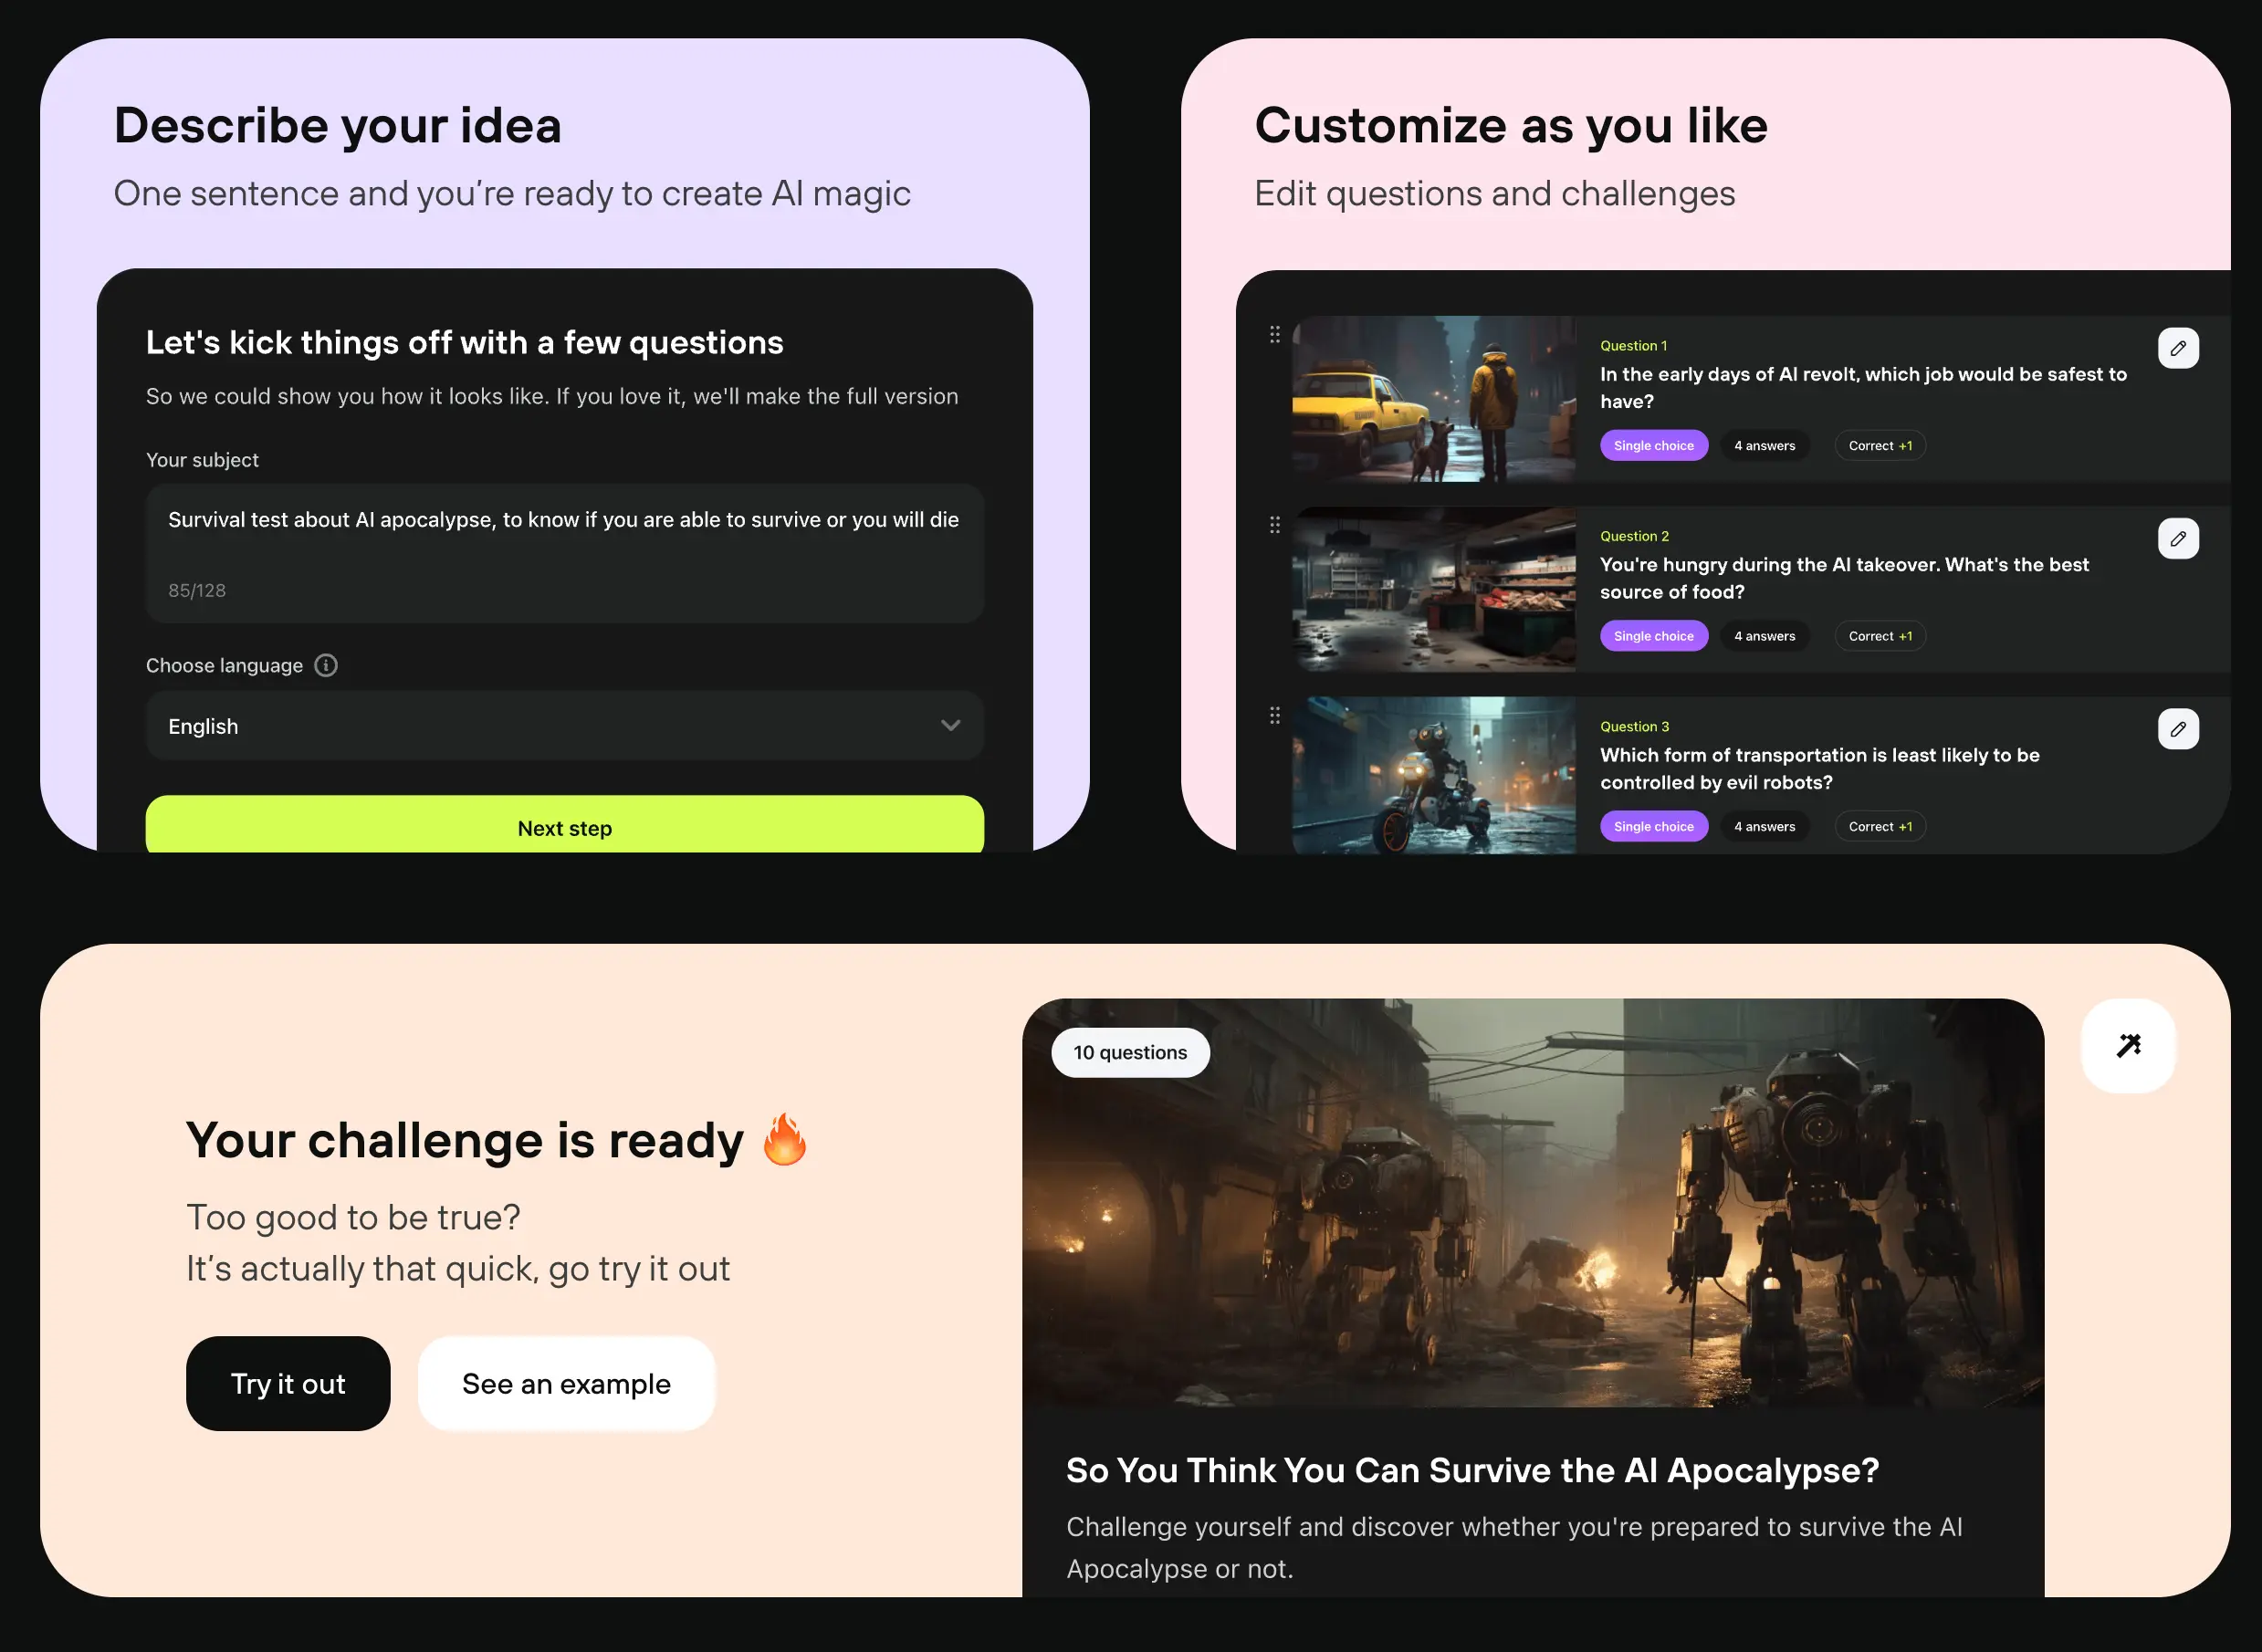 Describe your idea
One sentence and you’re ready to create AI magic
Let's kick things off with a few questions
So we could show you how it looks like. If you love it, we'll make the full version
Your subject
Survival test about AI apocalypse, to know if you are able to survive or you will die
85/128
Choose language
English
Next step
Customize as you like
Edit questions and challenges
Question 1
In the early days of AI revolt, which job would be safest to
have?
Single choice 4 answers Correct +1
Question 2
You're hungry during the AI takeover. What's the best
source of food?
Single choice 4 answers Correct +1
Question 3
Which form of transportation is least likely to be
controlled by evil robots?
Single choice 4 answers Correct +1
Your challenge is ready 🔥
Too good to be true?
It’s actually that quick, go try it out
Try it out See an example
10 questions
So You Think You Can Survive the AI Apocalypse?
Challenge yourself and discover whether you're prepared to survive the AI
Apocalypse or not.